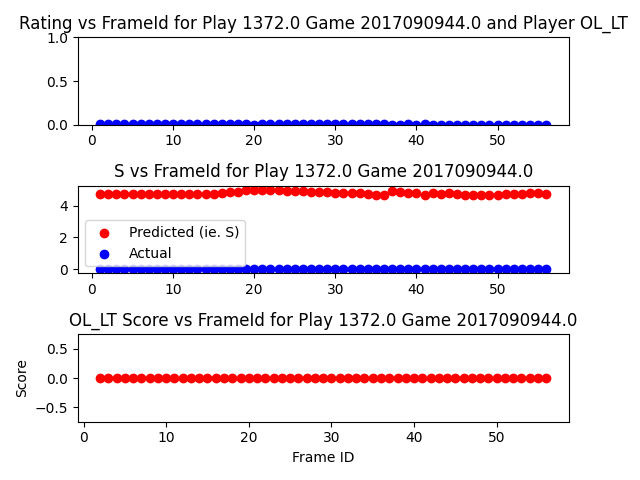 Rating vs FrameId for Play 1372.0 Game 2017090944.0 and Player OL_LT
1.0
0.5
0.0
0 10 20 30 40 50
S vs FrameId for Play 1372.0 Game 2017090944.0
4
2
0
Predicted (ie. S)
Actual
0 10 20 30 40 50
OL_LT Score vs FrameId for Play 1372.0 Game 2017090944.0
Score
0.5
0.0
−0.5
0 10 20 30 40 50
Frame ID